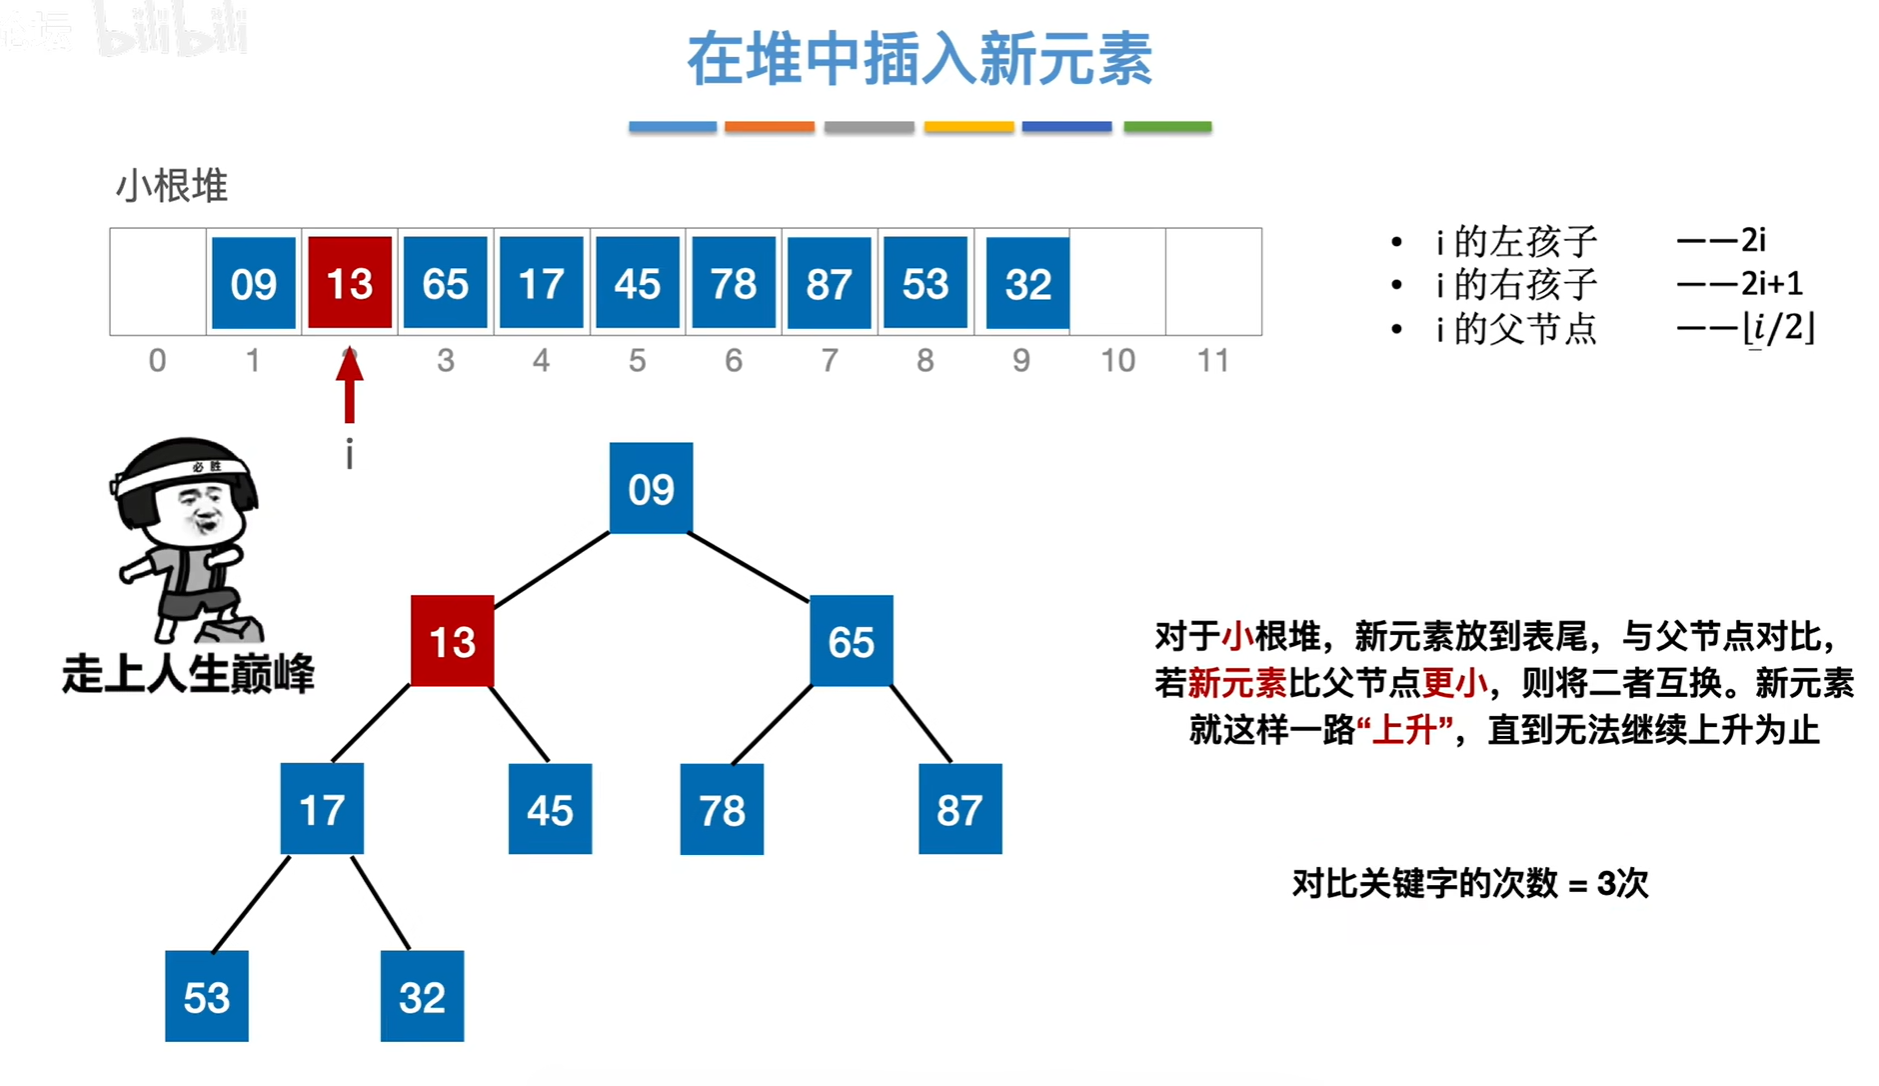 论坛 bilibili
在堆中插入新元素
小根堆
09 13 65 17 45 78 87 53 32
0 1 3 4 5 6 7 8 9 10 11
i
• i 的左孩子 ——2i
• i 的右孩子 ——2i+1
• i 的父节点 ——⌊i/2⌋
必胜
走上人生巅峰
09
13 65
17 45 78 87
53 32
对于小根堆，新元素放到表尾，与父节点对比，
若新元素比父节点更小，则将二者互换。新元素
就这样一路“上升”，直到无法继续上升为止
对比关键字的次数 = 3次